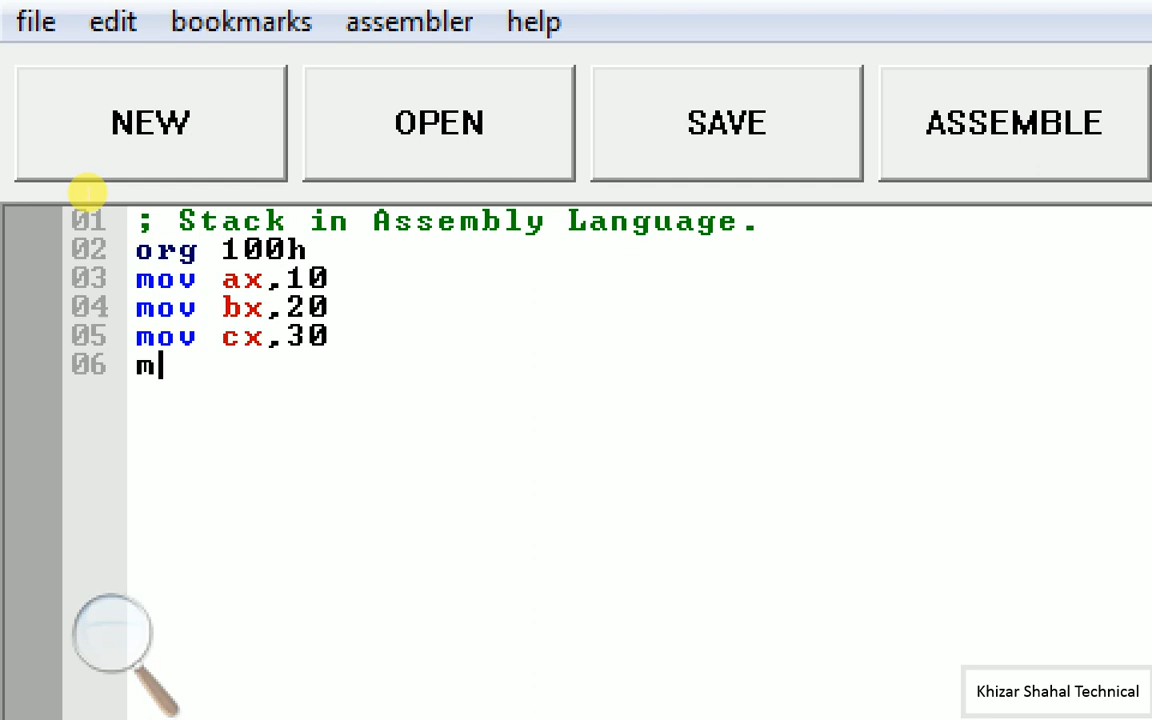 file edit bookmarks assembler help
NEW OPEN SAVE ASSEMBLE
01 ; Stack in Assembly Language.
02 org 100h
03 mov ax,10
04 mov bx,20
05 mov cx,30
06 m
Khizar Shahal Technical